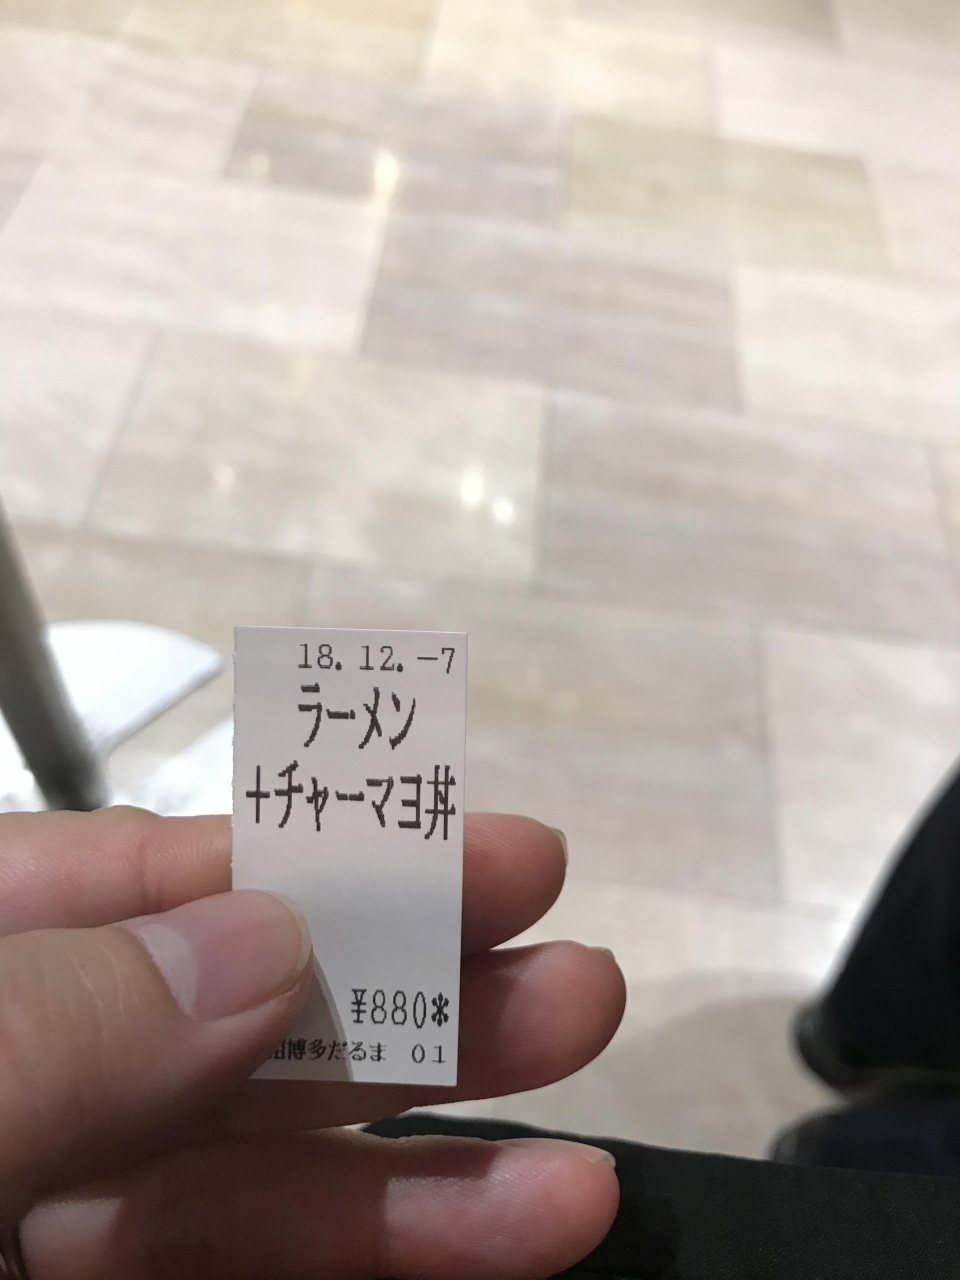 18. 12. -7
ラーメン
+チャーマヨ丼
¥880*
博多だるま 01